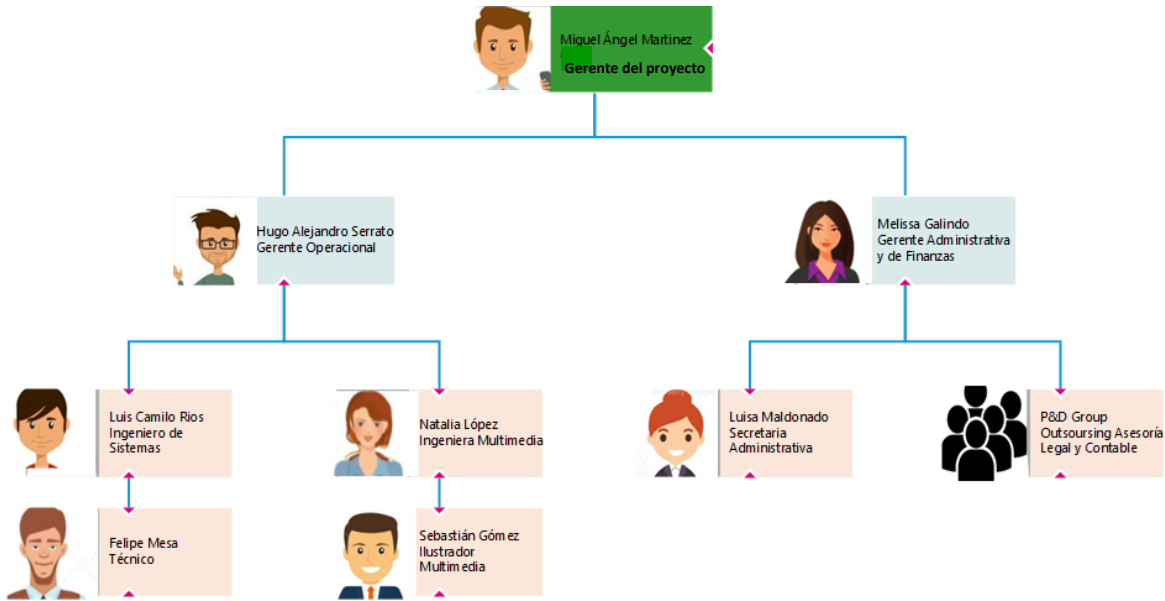 Miguel Ángel Martinez
Gerente del proyecto
Hugo Alejandro Serrato
Gerente Operacional
Melissa Galindo
Gerente Administrativa
y de Finanzas
Luis Camilo Rios
Ingeniero de
Sistemas
Natalia López
Ingeniera Multimedia
Luisa Maldonado
Secretaria
Administrativa
P&D Group
Outsoursing Asesoría
Legal y Contable
Felipe Mesa
Técnico
Sebastián Gómez
Ilustrador
Multimedia